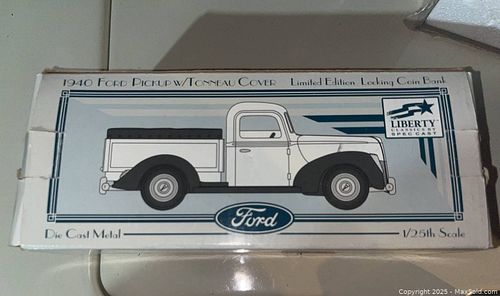 1940 Ford Pickup w/Tonneau Cover Limited Edition Locking Coin Bank
LIBERTY
CLASSICS BY
SPEC CAST
Ford
Die Cast Metal
1/25th Scale
Copyright 2025 - MaxSold.com